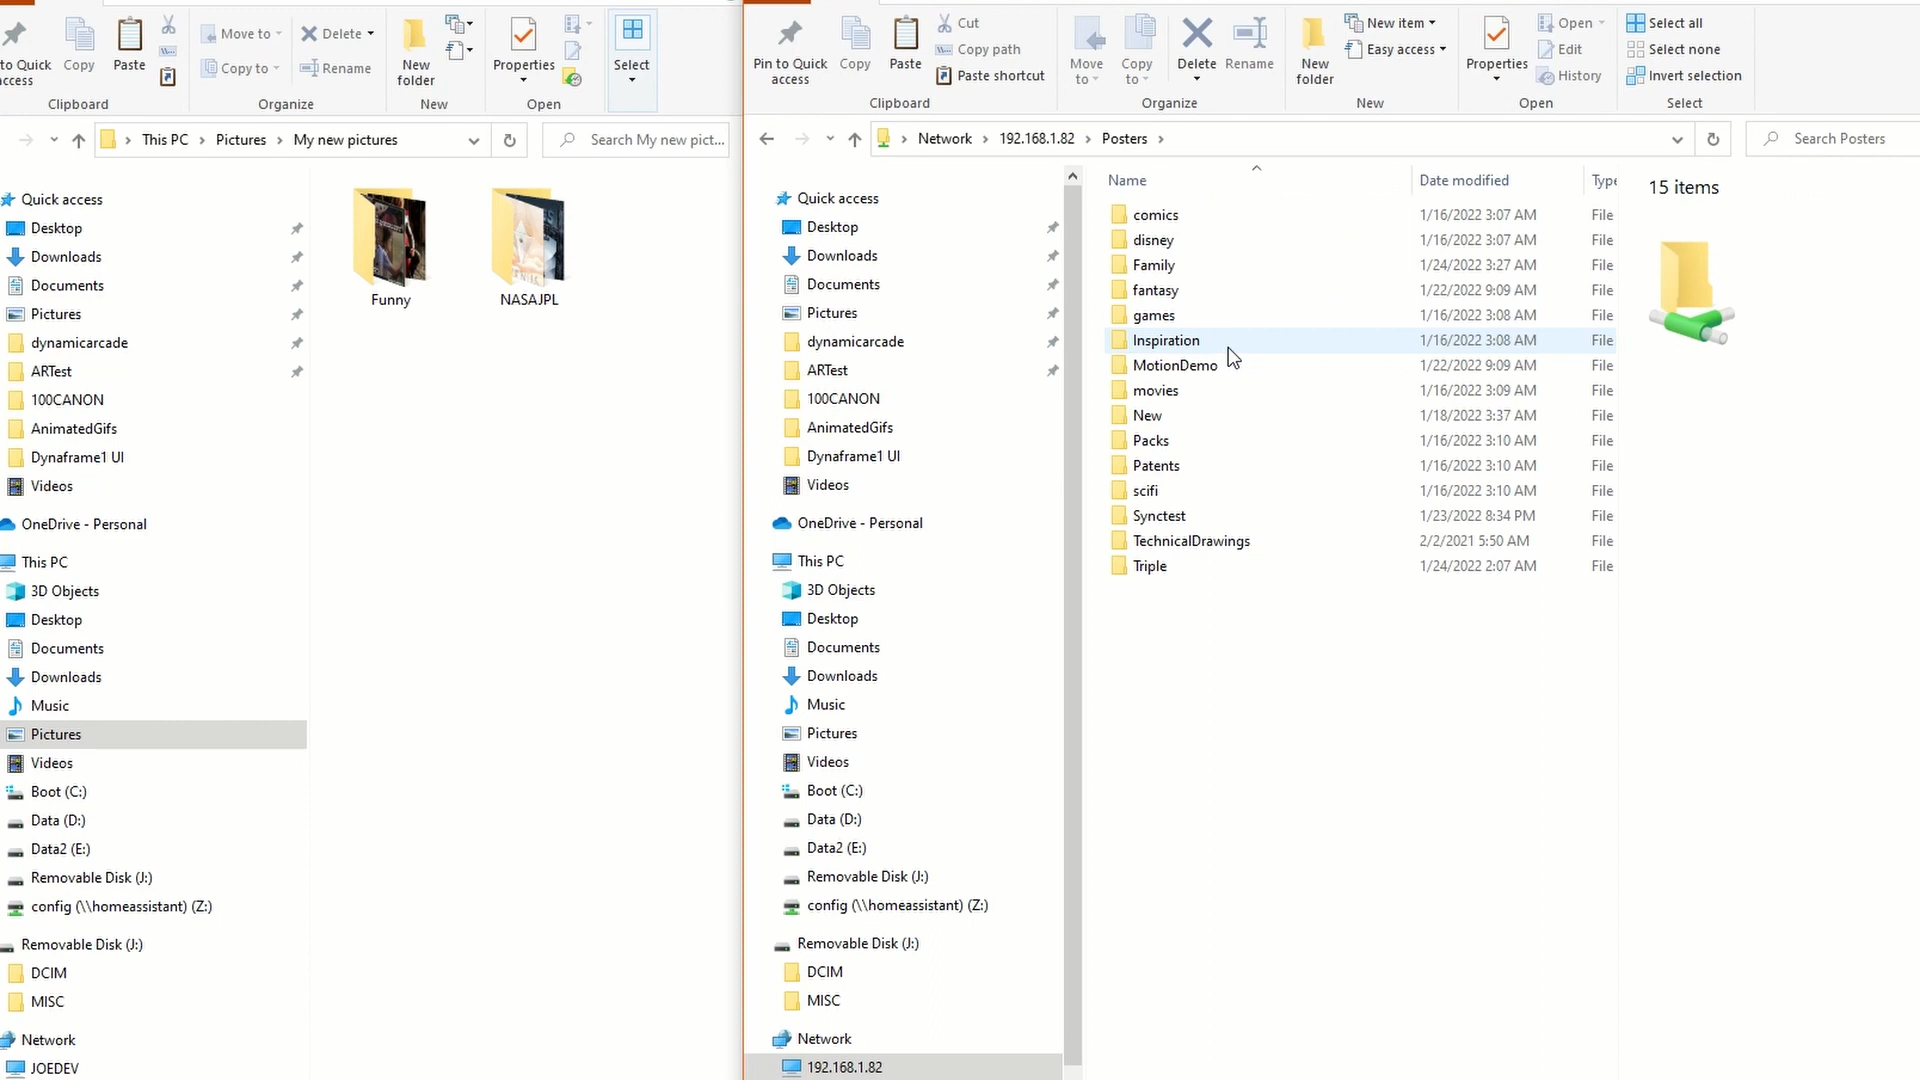 to Quick
access
Copy
Paste
Move to
Copy to
Delete
Rename
New
folder
Properties
Select
Clipboard
Organize
New
Open
This PC
Pictures
My new pictures
Search My new pict...
Quick access
Desktop
Downloads
Documents
Pictures
dynamicarcade
ARTest
100CANON
AnimatedGifs
Dynaframe1 UI
Videos
OneDrive - Personal
This PC
3D Objects
Desktop
Documents
Downloads
Music
Pictures
Videos
Boot (C:)
Data (D:)
Data2 (E:)
Removable Disk (J:)
config (\\homeassistant) (Z:)
Removable Disk (J:)
DCIM
MISC
Network
JOEDEV
Funny
NASAJPL
Pin to Quick
access
Copy
Paste
Cut
Copy path
Paste shortcut
Move
to
Copy
to
Delete
Rename
New
folder
New item
Easy access
Properties
Open
Edit
History
Select all
Select none
Invert selection
Clipboard
Organize
New
Open
Select
Network
192.168.1.82
Posters
Search Posters
Quick access
Desktop
Downloads
Documents
Pictures
dynamicarcade
ARTest
100CANON
AnimatedGifs
Dynaframe1 UI
Videos
OneDrive - Personal
This PC
3D Objects
Desktop
Documents
Downloads
Music
Pictures
Videos
Boot (C:)
Data (D:)
Data2 (E:)
Removable Disk (J:)
config (\\homeassistant) (Z:)
Removable Disk (J:)
DCIM
MISC
Network
192.168.1.82
Name Date modified Type
comics 1/16/2022 3:07 AM File
disney 1/16/2022 3:07 AM File
Family 1/24/2022 3:27 AM File
fantasy 1/22/2022 9:09 AM File
games 1/16/2022 3:08 AM File
Inspiration 1/16/2022 3:08 AM File
MotionDemo 1/22/2022 9:09 AM File
movies 1/16/2022 3:09 AM File
New 1/18/2022 3:37 AM File
Packs 1/16/2022 3:10 AM File
Patents 1/16/2022 3:10 AM File
scifi 1/16/2022 3:10 AM File
Synctest 1/23/2022 8:34 PM File
TechnicalDrawings 2/2/2021 5:50 AM File
Triple 1/24/2022 2:07 AM File
15 items